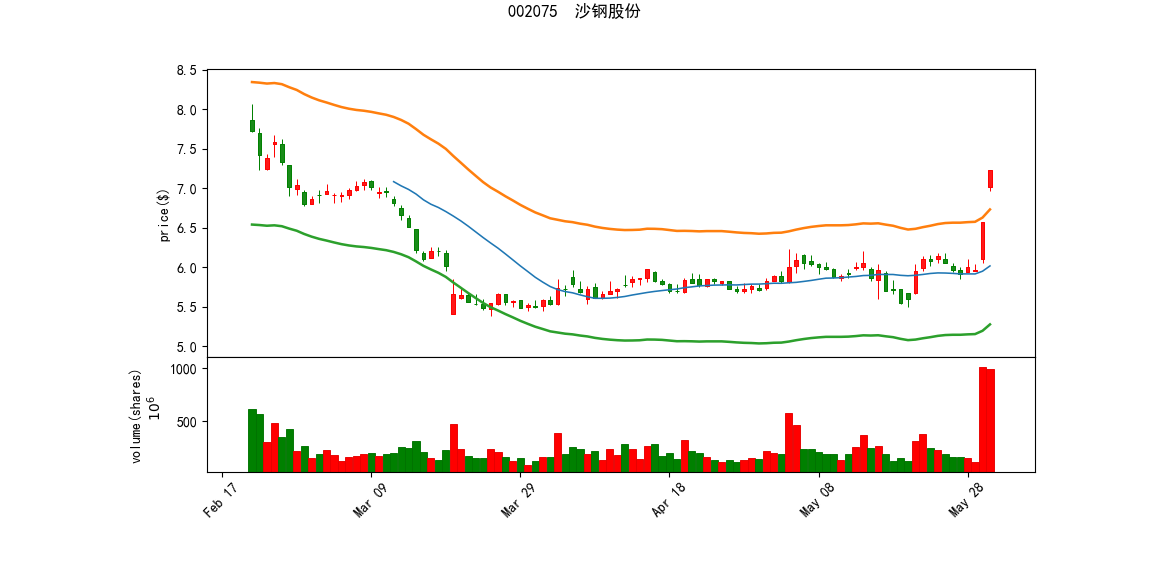 002075 沙钢股份
8.5
8.0
7.5
7.0
6.5
6.0
5.5
5.0
price($)
1000
500
volume(shares)
10^6
Feb 17
Mar 09
Mar 29
Apr 18
May 08
May 28